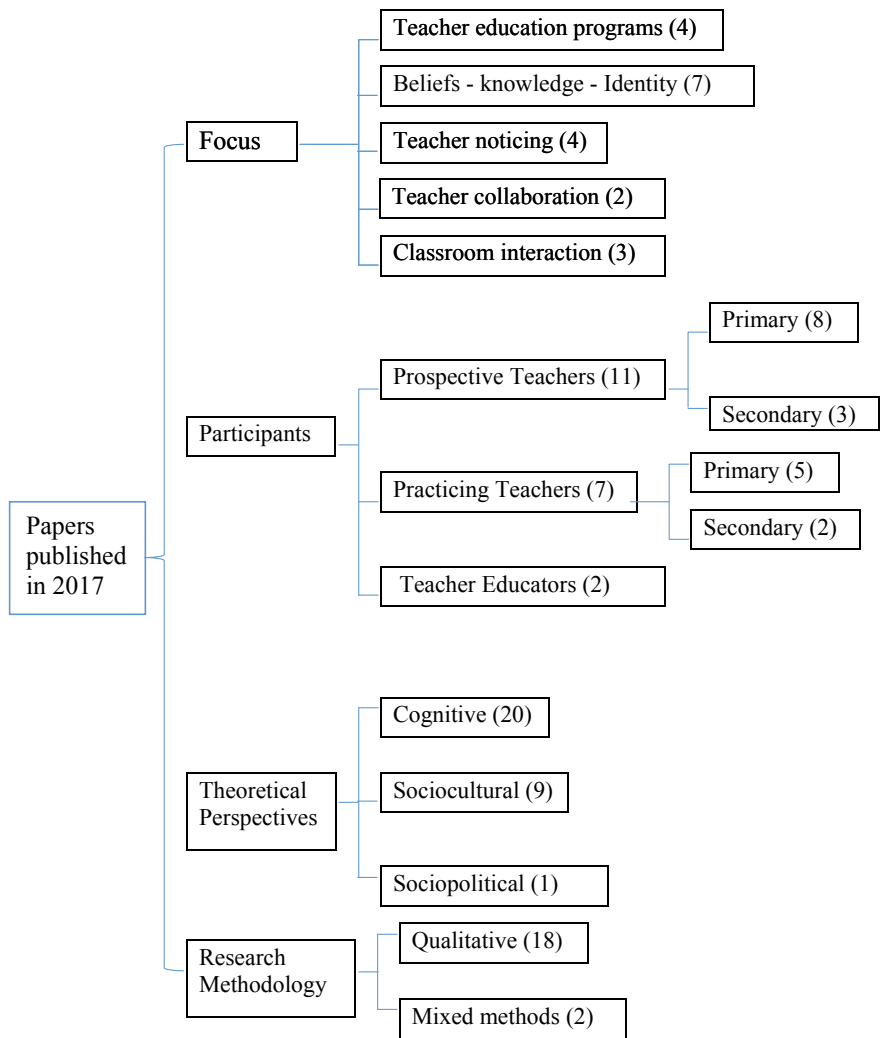 Papers
published
in 2017
Focus
Teacher education programs (4)
Beliefs - knowledge - Identity (7)
Teacher noticing (4)
Teacher collaboration (2)
Classroom interaction (3)
Participants
Prospective Teachers (11)
Primary (8)
Secondary (3)
Practicing Teachers (7)
Primary (5)
Secondary (2)
Teacher Educators (2)
Theoretical
Perspectives
Cognitive (20)
Sociocultural (9)
Sociopolitical (1)
Research
Methodology
Qualitative (18)
Mixed methods (2)